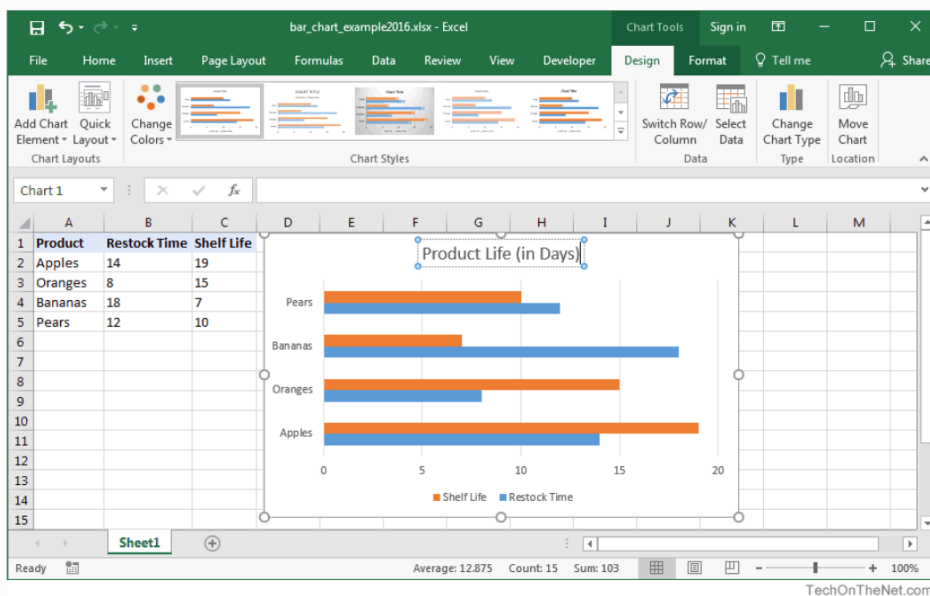 bar_chart_example2016.xlsx - Excel
Chart Tools
Sign in
File Home Insert Page Layout Formulas Data Review View Developer Design Format Tell me Share
Add Chart Element
Quick Layout
Change Colors
Switch Row/ Column
Select Data
Change Chart Type
Move Chart
Chart Layouts Chart Styles Data Type Location
Chart 1 fx
A B C D E F G H I J K L M
1 Product Restock Time Shelf Life
2 Apples 14 19
3 Oranges 8 15
4 Bananas 18 7
5 Pears 12 10
6
7
8
9
10
11
12
13
14
15
Product Life (in Days)
Pears
Bananas
Oranges
Apples
0 5 10 15 20
Shelf Life Restock Time
Sheet1
Ready Average: 12.875 Count: 15 Sum: 103 100%
TechOnTheNet.com